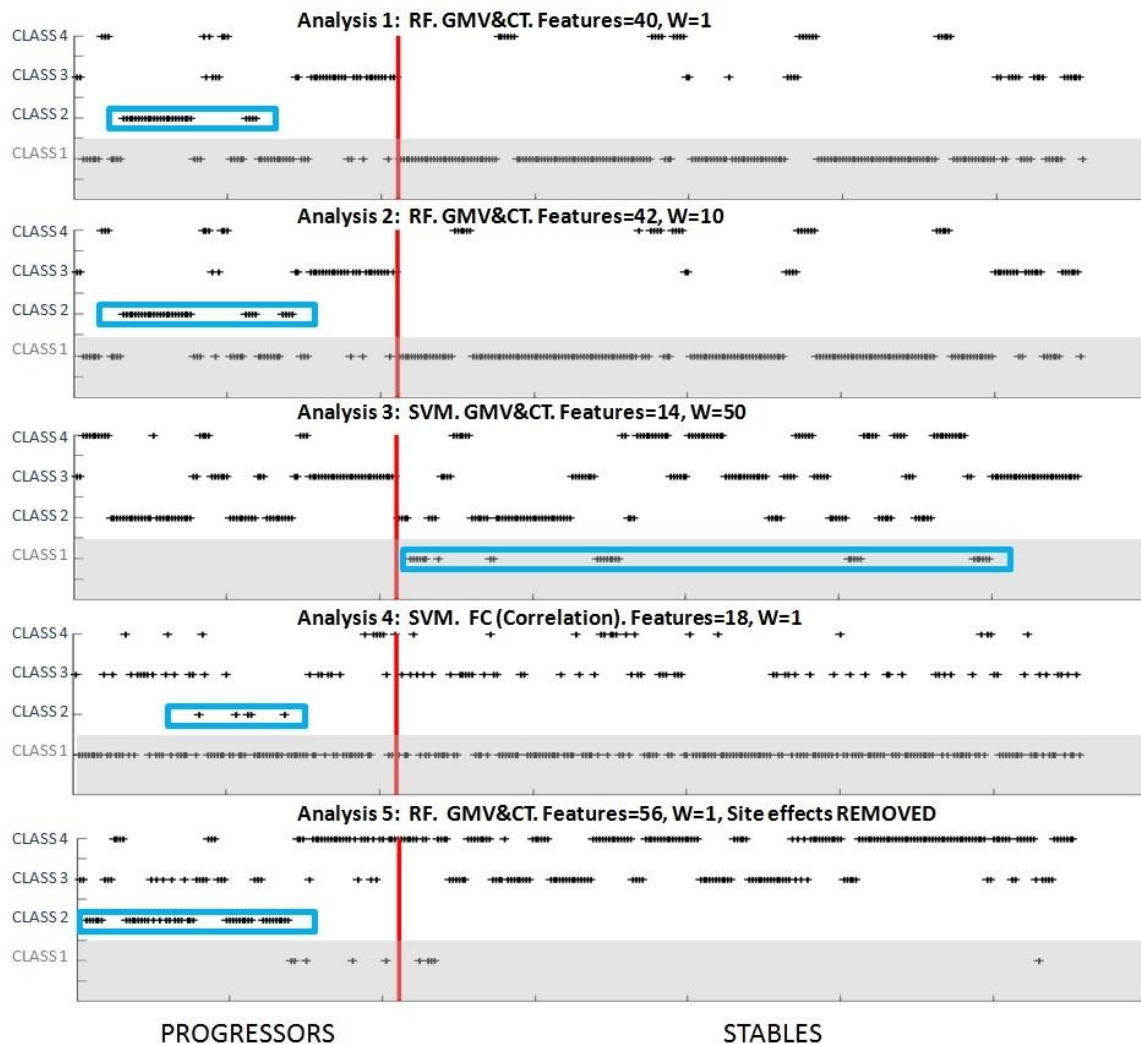 Analysis 1: RF. GMV&CT. Features=40, W=1
CLASS 4
CLASS 3
CLASS 2
CLASS 1
Analysis 2: RF. GMV&CT. Features=42, W=10
CLASS 4
CLASS 3
CLASS 2
CLASS 1
Analysis 3: SVM. GMV&CT. Features=14, W=50
CLASS 4
CLASS 3
CLASS 2
CLASS 1
Analysis 4: SVM. FC (Correlation). Features=18, W=1
CLASS 4
CLASS 3
CLASS 2
CLASS 1
Analysis 5: RF. GMV&CT. Features=56, W=1, Site effects REMOVED
CLASS 4
CLASS 3
CLASS 2
CLASS 1
PROGRESSORS STABLES